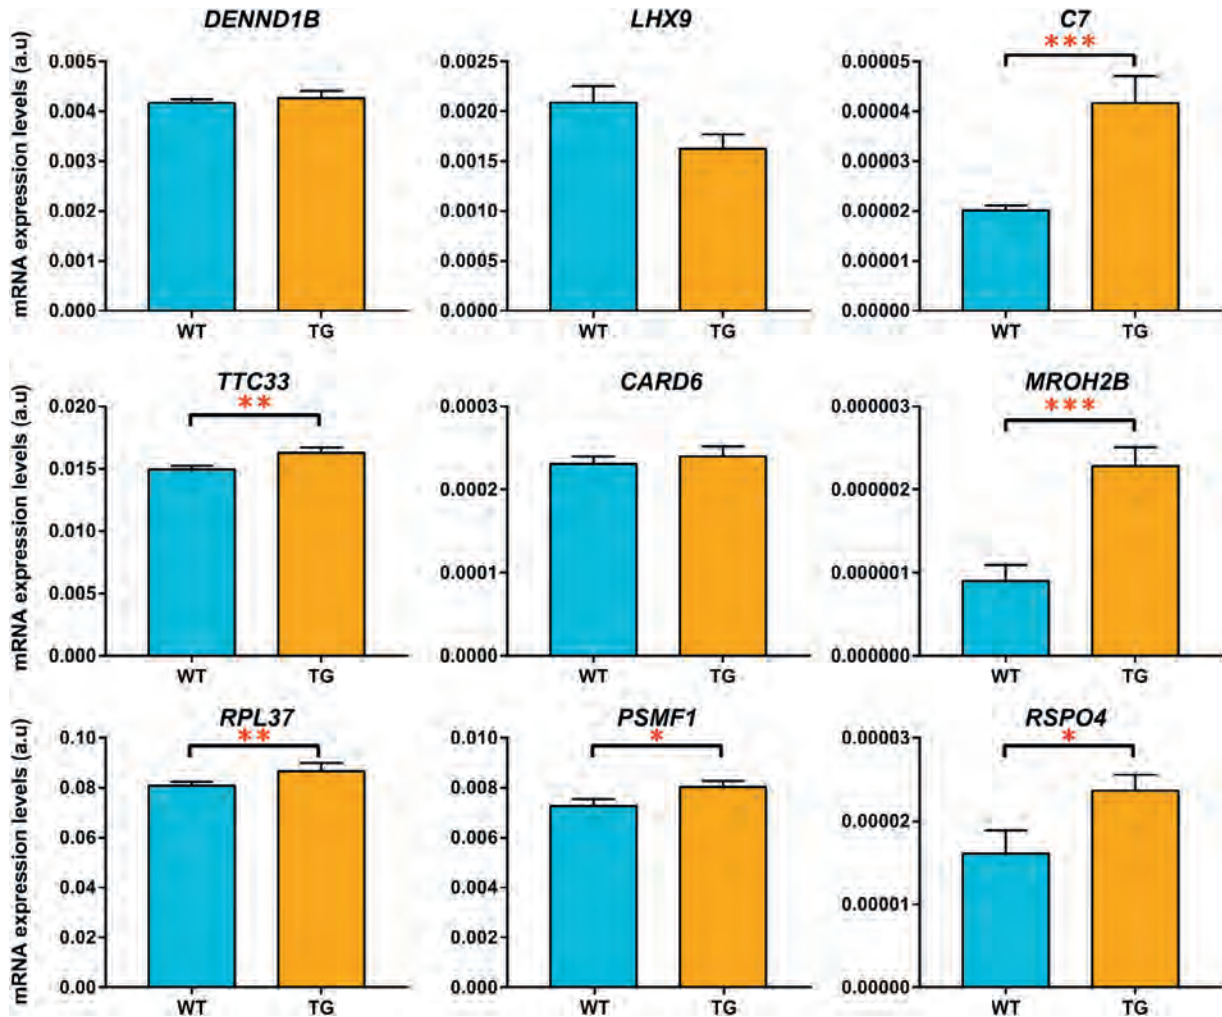 DENND1B
LHX9
C7
mRNA expression levels (a.u)
0.005
0.004
0.003
0.002
0.001
0.000
WT
TG
0.0025
0.0020
0.0015
0.0010
0.0005
0.0000
WT
TG
***
0.00005
0.00004
0.00003
0.00002
0.00001
0.00000
WT
TG
TTC33
CARD6
MROH2B
mRNA expression levels (a.u)
**
0.020
0.015
0.010
0.005
0.000
WT
TG
0.0003
0.0002
0.0001
0.0000
WT
TG
***
0.000003
0.000002
0.000001
0.000000
WT
TG
RPL37
PSMF1
RSPO4
mRNA expression levels (a.u)
**
0.10
0.08
0.06
0.04
0.02
0.00
WT
TG
*
0.010
0.008
0.006
0.004
0.002
0.000
WT
TG
*
0.00003
0.00002
0.00001
0.00000
WT
TG